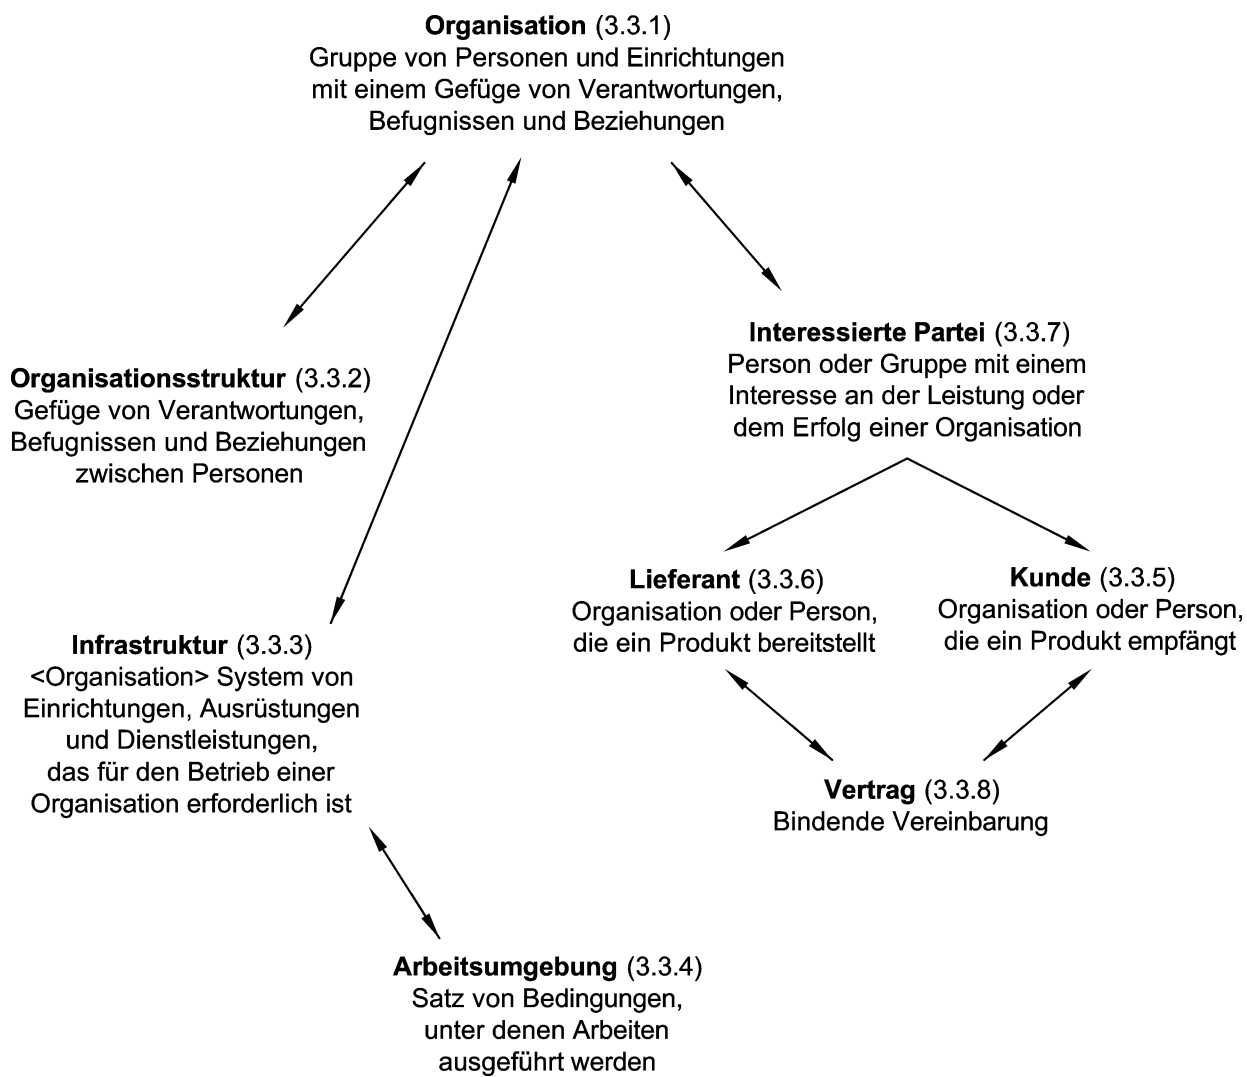 Organisation (3.3.1)
Gruppe von Personen und Einrichtungen
mit einem Gefüge von Verantwortungen,
Befugnissen und Beziehungen
Organisationsstruktur (3.3.2)
Gefüge von Verantwortungen,
Befugnissen und Beziehungen
zwischen Personen
Interessierte Partei (3.3.7)
Person oder Gruppe mit einem
Interesse an der Leistung oder
dem Erfolg einer Organisation
Lieferant (3.3.6)
Organisation oder Person,
die ein Produkt bereitstellt
Kunde (3.3.5)
Organisation oder Person,
die ein Produkt empfängt
Infrastruktur (3.3.3)
<Organisation> System von
Einrichtungen, Ausrüstungen
und Dienstleistungen,
das für den Betrieb einer
Organisation erforderlich ist
Vertrag (3.3.8)
Bindende Vereinbarung
Arbeitsumgebung (3.3.4)
Satz von Bedingungen,
unter denen Arbeiten
ausgeführt werden